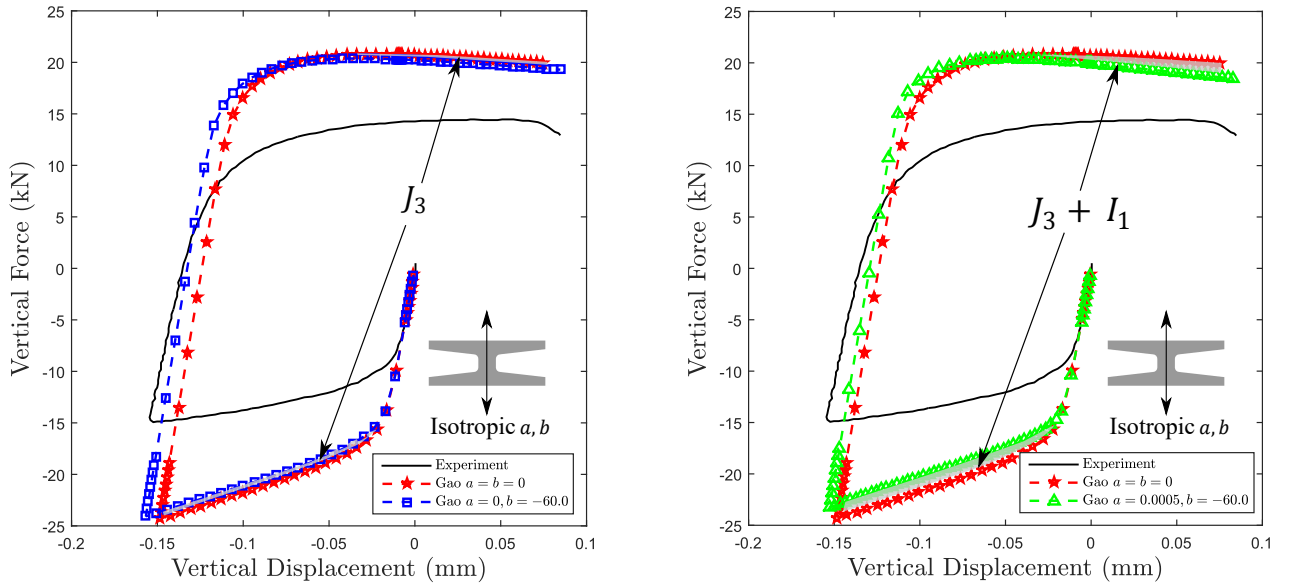 25
20
15
10
5
0
-5
-10
-15
-20
-25
-0.2
-0.15
-0.1
-0.05
0
0.05
0.1
Vertical Force (kN)
Vertical Displacement (mm)
J₃
Isotropic a, b
Experiment
Gao a = b = 0
Gao a = 0, b = −60.0
25
20
15
10
5
0
-5
-10
-15
-20
-25
-0.2
-0.15
-0.1
-0.05
0
0.05
0.1
Vertical Force (kN)
Vertical Displacement (mm)
J₃ + I₁
Isotropic a, b
Experiment
Gao a = b = 0
Gao a = 0.0005, b = −60.0